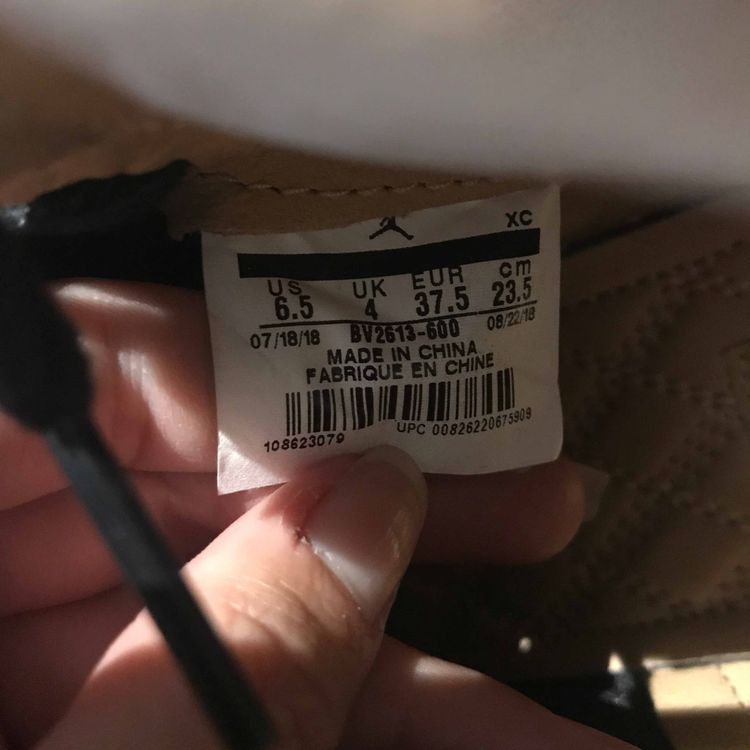 XC
US UK EUR cm
6.5 4 37.5 23.5
07/18/18 BV2613-600 08/22/18
MADE IN CHINA
FABRIQUE EN CHINE
108623079 UPC 00826220675909